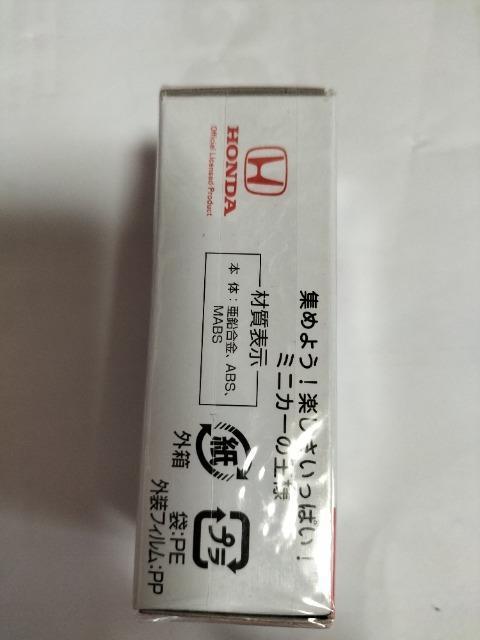 HONDA
Official Licensed Product
集めよう！楽しさいっぱい！
ミニカーの王様
材質表示
本 体：亜鉛合金、ABS、
MABS
紙
外箱
プラ
袋:PE
外装フィルム:PP